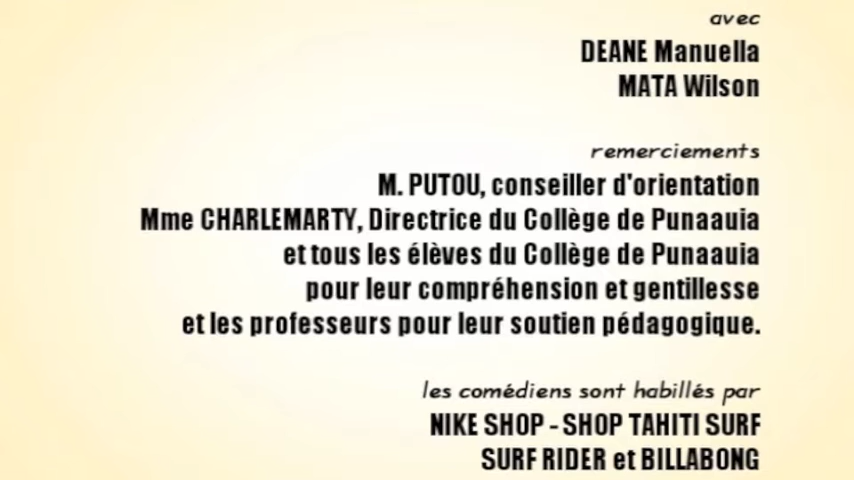 avec
DEANE Manuella
MATA Wilson
remerciements
M. PUTOU, conseiller d'orientation
Mme CHARLEMARTY, Directrice du Collège de Punaauia
et tous les élèves du Collège de Punaauia
pour leur compréhension et gentillesse
et les professeurs pour leur soutien pédagogique.
les comédiens sont habillés par
NIKE SHOP - SHOP TAHITI SURF
SURF RIDER et BILLABONG